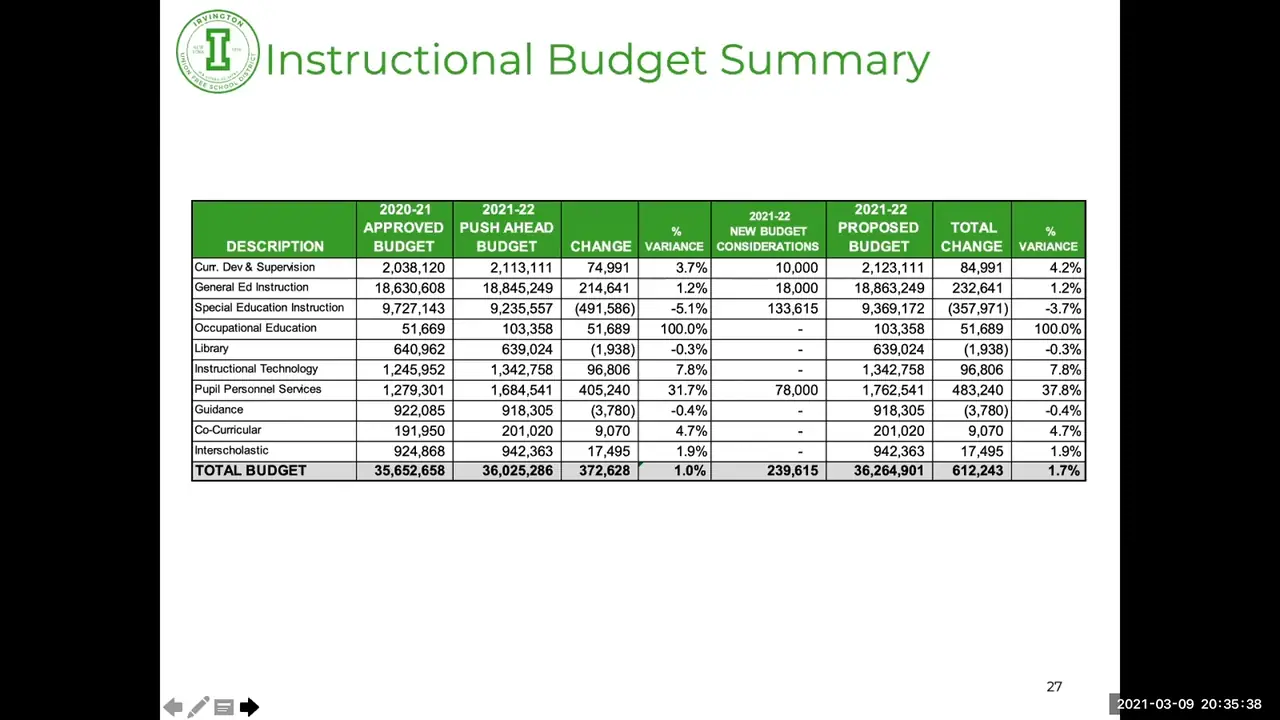 IRVINGTON
UNION FREE SCHOOL DISTRICT
I
Instructional Budget Summary
DESCRIPTION 2020-21 APPROVED BUDGET 2021-22 PUSH AHEAD BUDGET CHANGE % VARIANCE 2021-22 NEW BUDGET CONSIDERATIONS 2021-22 PROPOSED BUDGET TOTAL CHANGE % VARIANCE
Curr. Dev & Supervision 2,038,120 2,113,111 74,991 3.7% 10,000 2,123,111 84,991 4.2%
General Ed Instruction 18,630,608 18,845,249 214,641 1.2% 18,000 18,863,249 232,641 1.2%
Special Education Instruction 9,727,143 9,235,557 (491,586) -5.1% 133,615 9,369,172 (357,971) -3.7%
Occupational Education 51,669 103,358 51,689 100.0% - 103,358 51,689 100.0%
Library 640,962 639,024 (1,938) -0.3% - 639,024 (1,938) -0.3%
Instructional Technology 1,245,952 1,342,758 96,806 7.8% - 1,342,758 96,806 7.8%
Pupil Personnel Services 1,279,301 1,684,541 405,240 31.7% 78,000 1,762,541 483,240 37.8%
Guidance 922,085 918,305 (3,780) -0.4% - 918,305 (3,780) -0.4%
Co-Curricular 191,950 201,020 9,070 4.7% - 201,020 9,070 4.7%
Interscholastic 924,868 942,363 17,495 1.9% - 942,363 17,495 1.9%
TOTAL BUDGET 35,652,658 36,025,286 372,628 1.0% 239,615 36,264,901 612,243 1.7%
27
2021-03-09 20:35:38